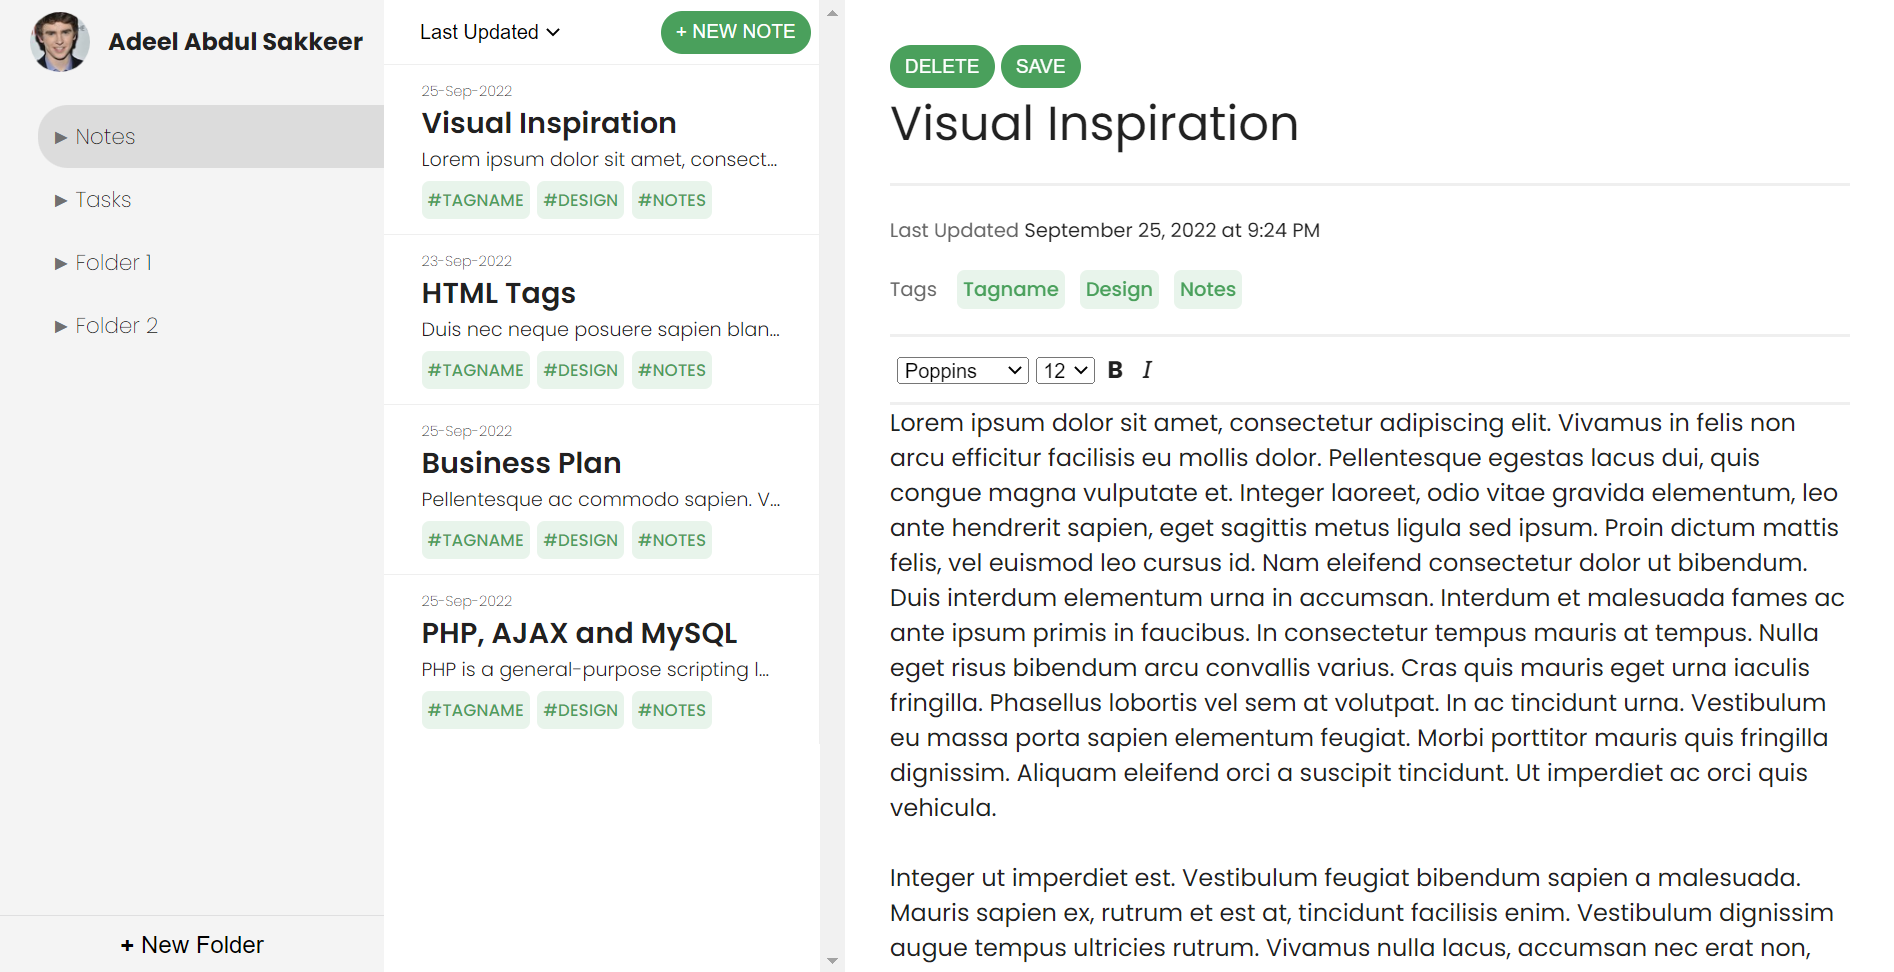 Adeel Abdul Sakkeer
Notes
Tasks
Folder 1
Folder 2
+ New Folder
Last Updated
+ NEW NOTE
25-Sep-2022
Visual Inspiration
Lorem ipsum dolor sit amet, consect...
#TAGNAME #DESIGN #NOTES
23-Sep-2022
HTML Tags
Duis nec neque posuere sapien blan...
#TAGNAME #DESIGN #NOTES
25-Sep-2022
Business Plan
Pellentesque ac commodo sapien. V...
#TAGNAME #DESIGN #NOTES
25-Sep-2022
PHP, AJAX and MySQL
PHP is a general-purpose scripting l...
#TAGNAME #DESIGN #NOTES
DELETE SAVE
Visual Inspiration
Last Updated September 25, 2022 at 9:24 PM
Tags Tagname Design Notes
Poppins 12 B I
Lorem ipsum dolor sit amet, consectetur adipiscing elit. Vivamus in felis non
arcu efficitur facilisis eu mollis dolor. Pellentesque egestas lacus dui, quis
congue magna vulputate et. Integer laoreet, odio vitae gravida elementum, leo
ante hendrerit sapien, eget sagittis metus ligula sed ipsum. Proin dictum mattis
felis, vel euismod leo cursus id. Nam eleifend consectetur dolor ut bibendum.
Duis interdum elementum urna in accumsan. Interdum et malesuada fames ac
ante ipsum primis in faucibus. In consectetur tempus mauris at tempus. Nulla
eget risus bibendum arcu convallis varius. Cras quis mauris eget urna iaculis
fringilla. Phasellus lobortis vel sem at volutpat. In ac tincidunt urna. Vestibulum
eu massa porta sapien elementum feugiat. Morbi porttitor mauris quis fringilla
dignissim. Aliquam eleifend orci a suscipit tincidunt. Ut imperdiet ac orci quis
vehicula.
Integer ut imperdiet est. Vestibulum feugiat bibendum sapien a malesuada.
Mauris sapien ex, rutrum et est at, tincidunt facilisis enim. Vestibulum dignissim
augue tempus ultricies rutrum. Vivamus nulla lacus, accumsan nec erat non,